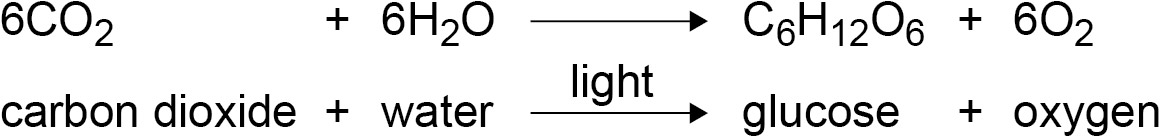 6CO₂ + 6H₂O ⟶ C₆H₁₂O₆ + 6O₂
light
carbon dioxide + water ⟶ glucose + oxygen